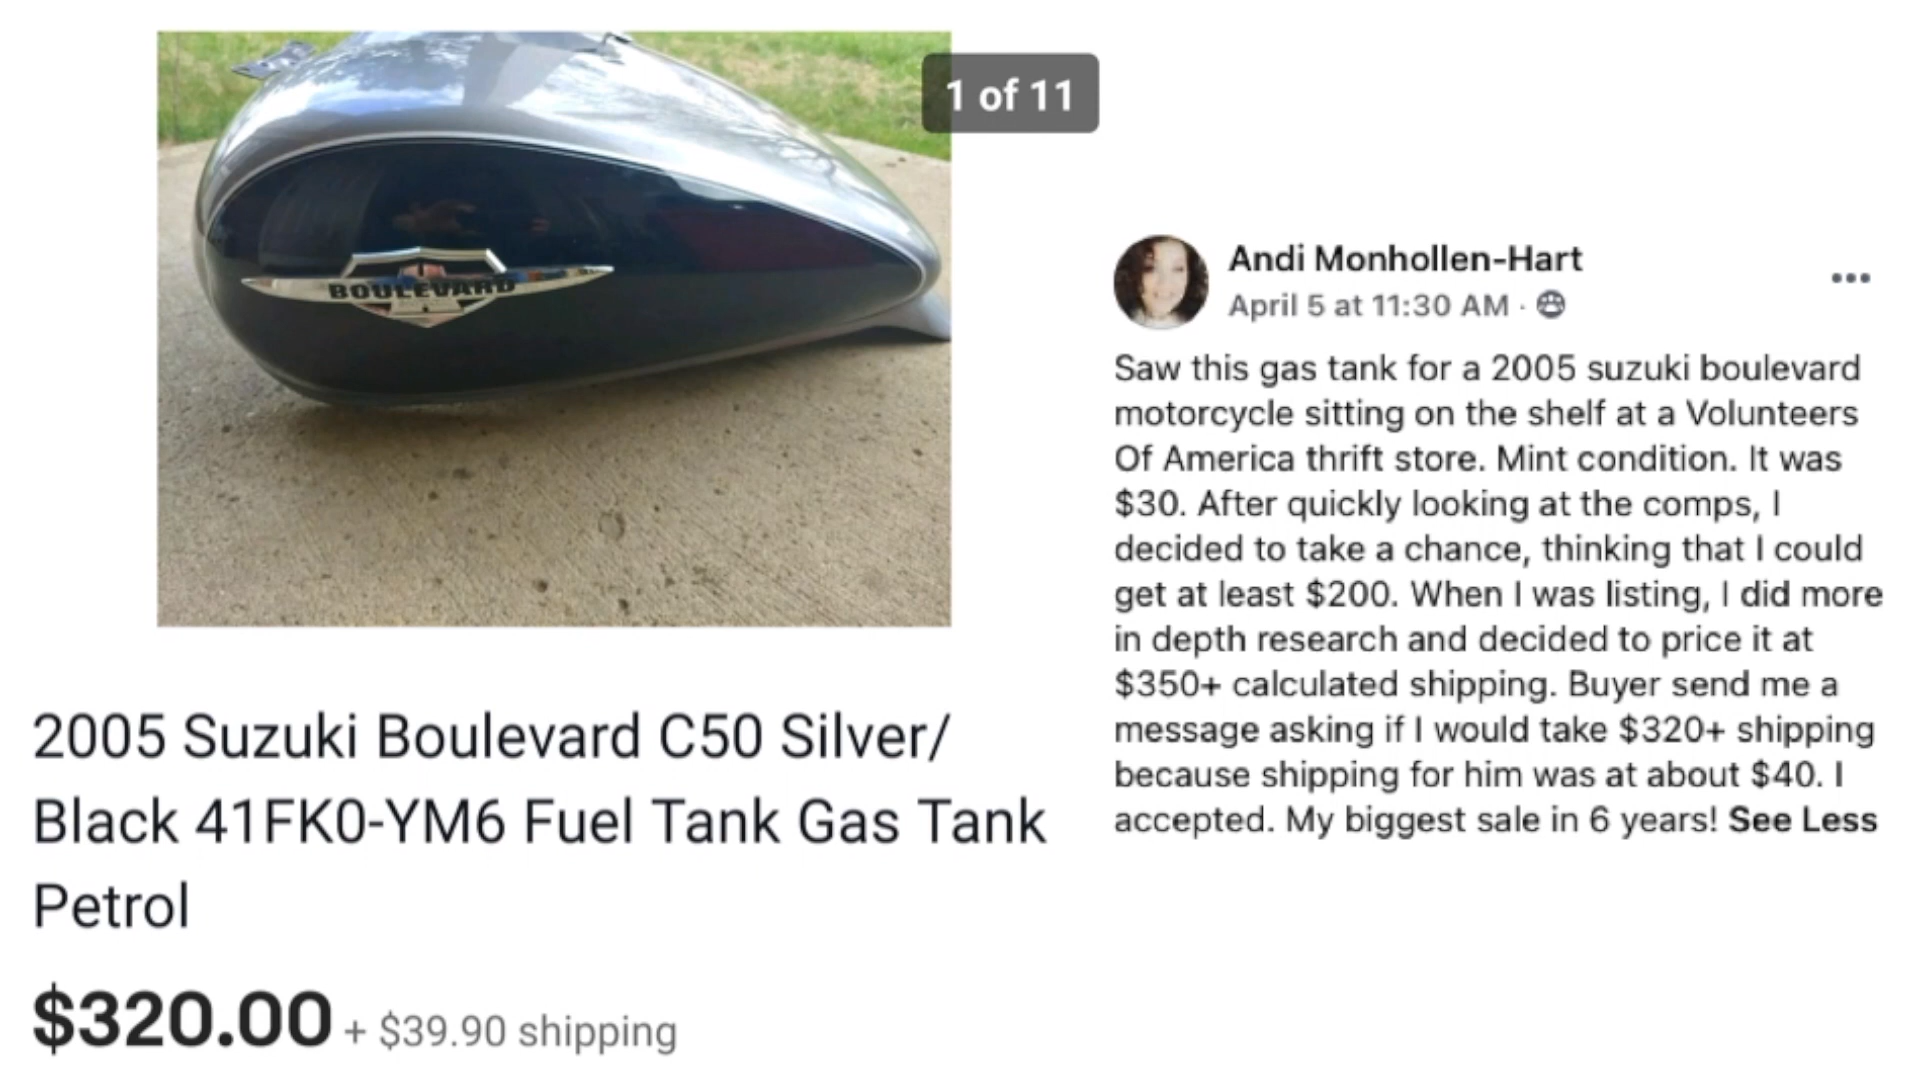 1 of 11
BOULEVARD
2005 Suzuki Boulevard C50 Silver/
Black 41FK0-YM6 Fuel Tank Gas Tank
Petrol
$320.00 + $39.90 shipping
Andi Monhollen-Hart
April 5 at 11:30 AM ·
Saw this gas tank for a 2005 suzuki boulevard
motorcycle sitting on the shelf at a Volunteers
Of America thrift store. Mint condition. It was
$30. After quickly looking at the comps, I
decided to take a chance, thinking that I could
get at least $200. When I was listing, I did more
in depth research and decided to price it at
$350+ calculated shipping. Buyer send me a
message asking if I would take $320+ shipping
because shipping for him was at about $40. I
accepted. My biggest sale in 6 years! See Less